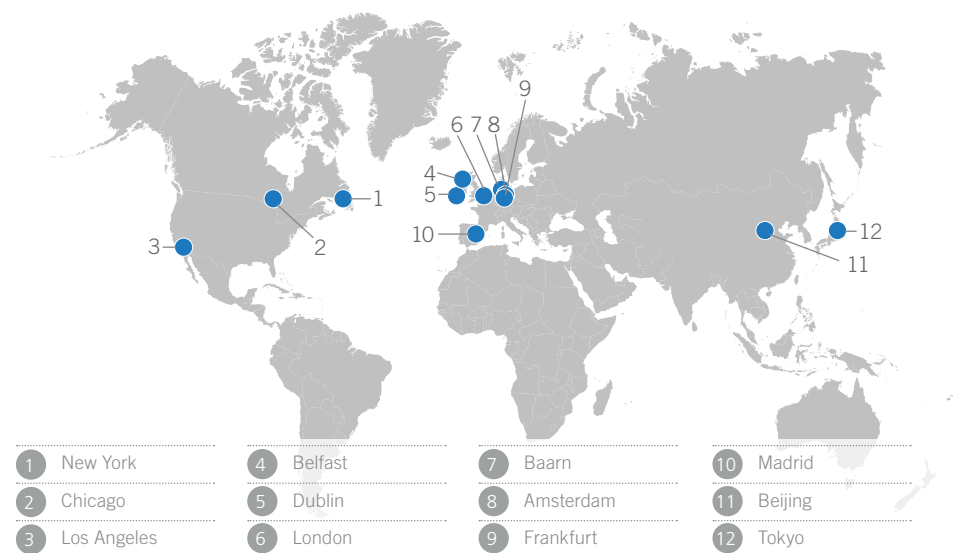 9
6 7 8
4
5
1
10
2
3
12
11
1 New York
2 Chicago
3 Los Angeles
4 Belfast
5 Dublin
6 London
7 Baarn
8 Amsterdam
9 Frankfurt
10 Madrid
11 Beijing
12 Tokyo